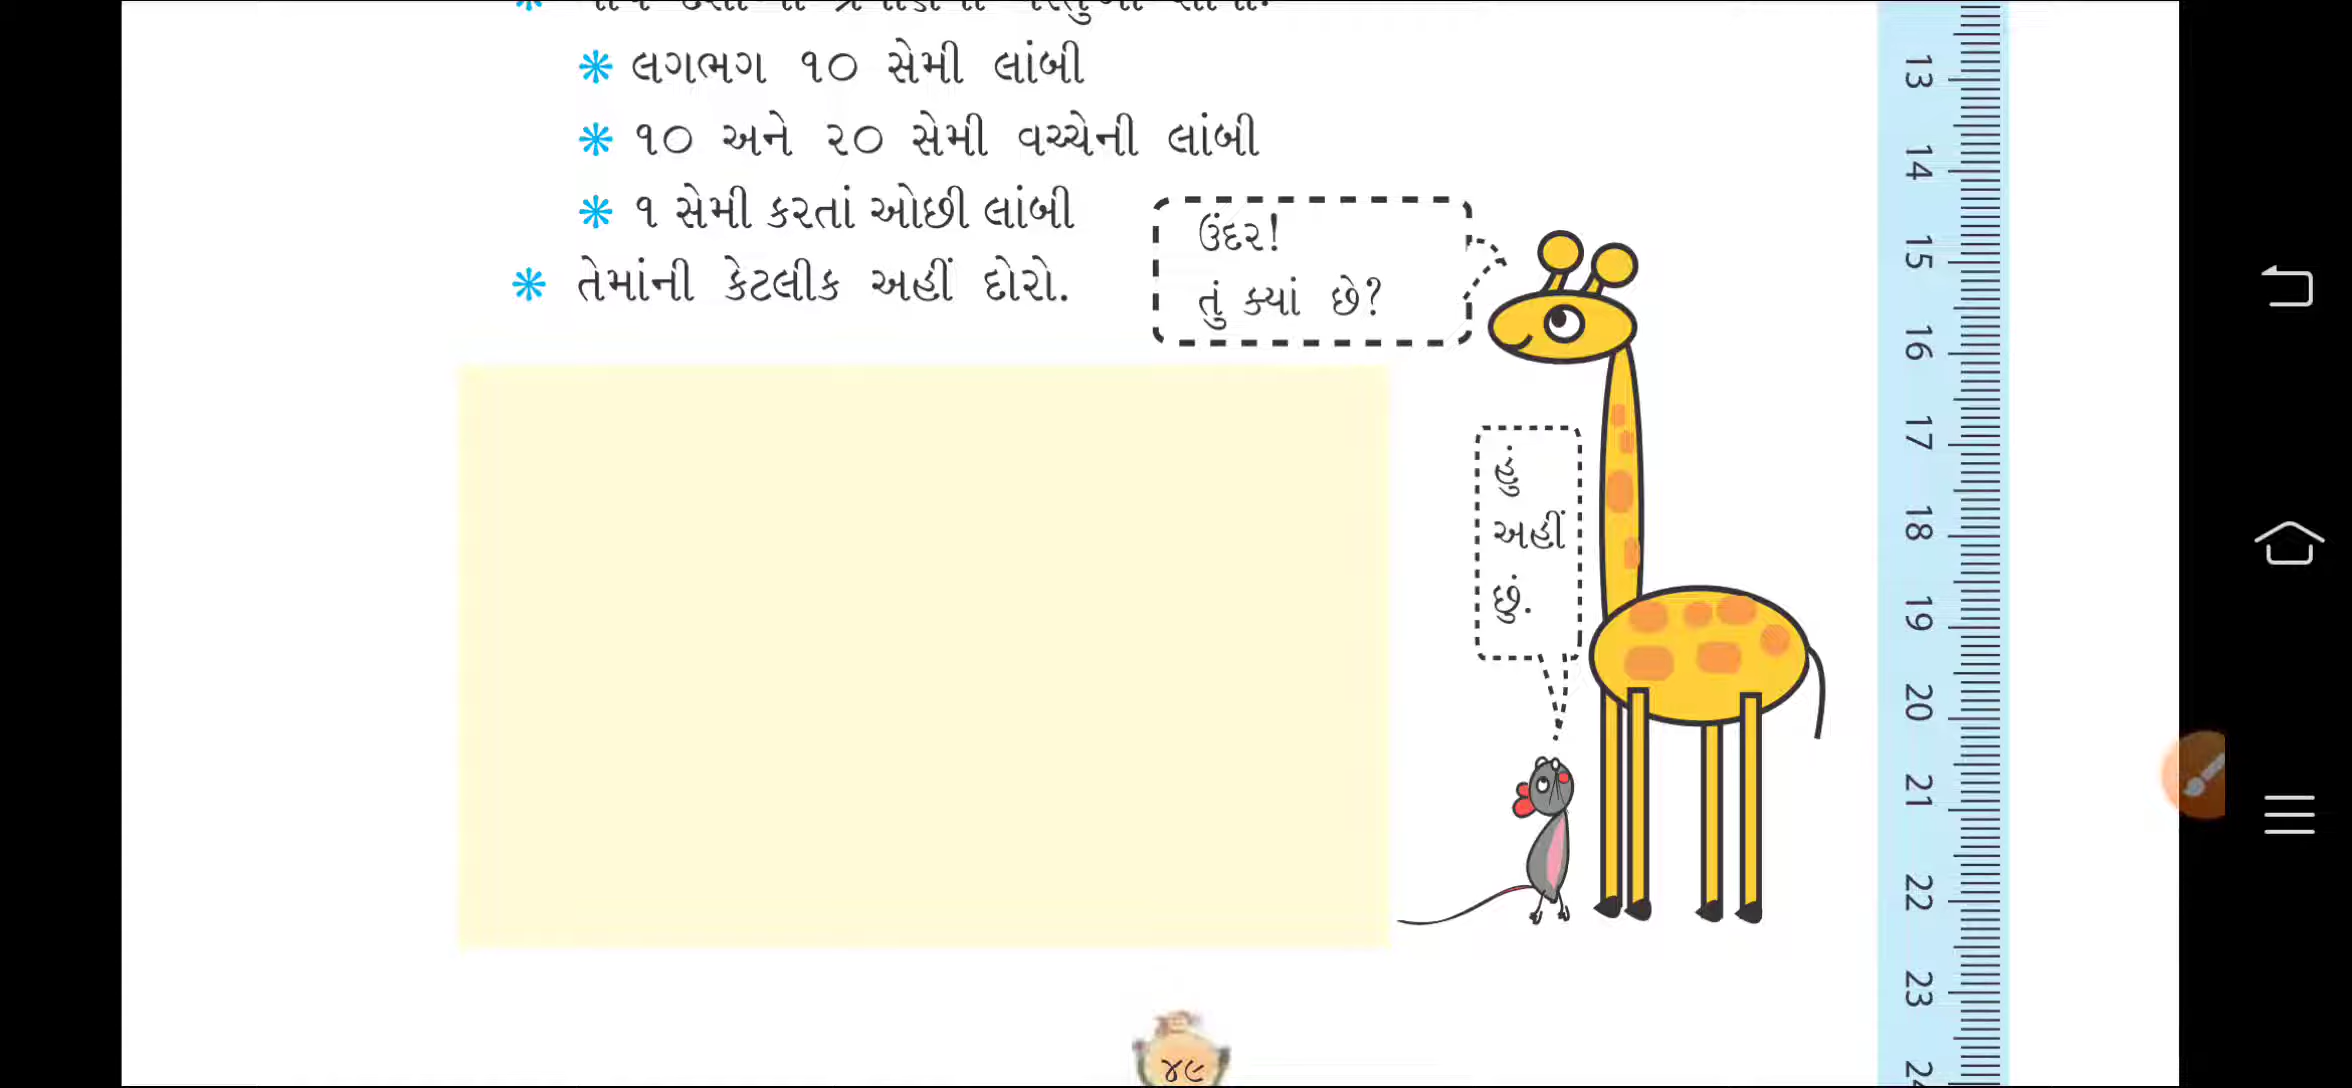 લગભગ ૧૦ સેમી લાંબી
૧૦ અને ૨૦ સેમી વચ્ચેની લાંબી
૧ સેમી કરતાં ઓછી લાંબી
તેમાંની કેટલીક અહીં દોરો.
ઉંદર!
તું ક્યાં છે?
હું
અહીં
છું.
13
14
15
16
17
18
19
20
21
22
23
૪૯